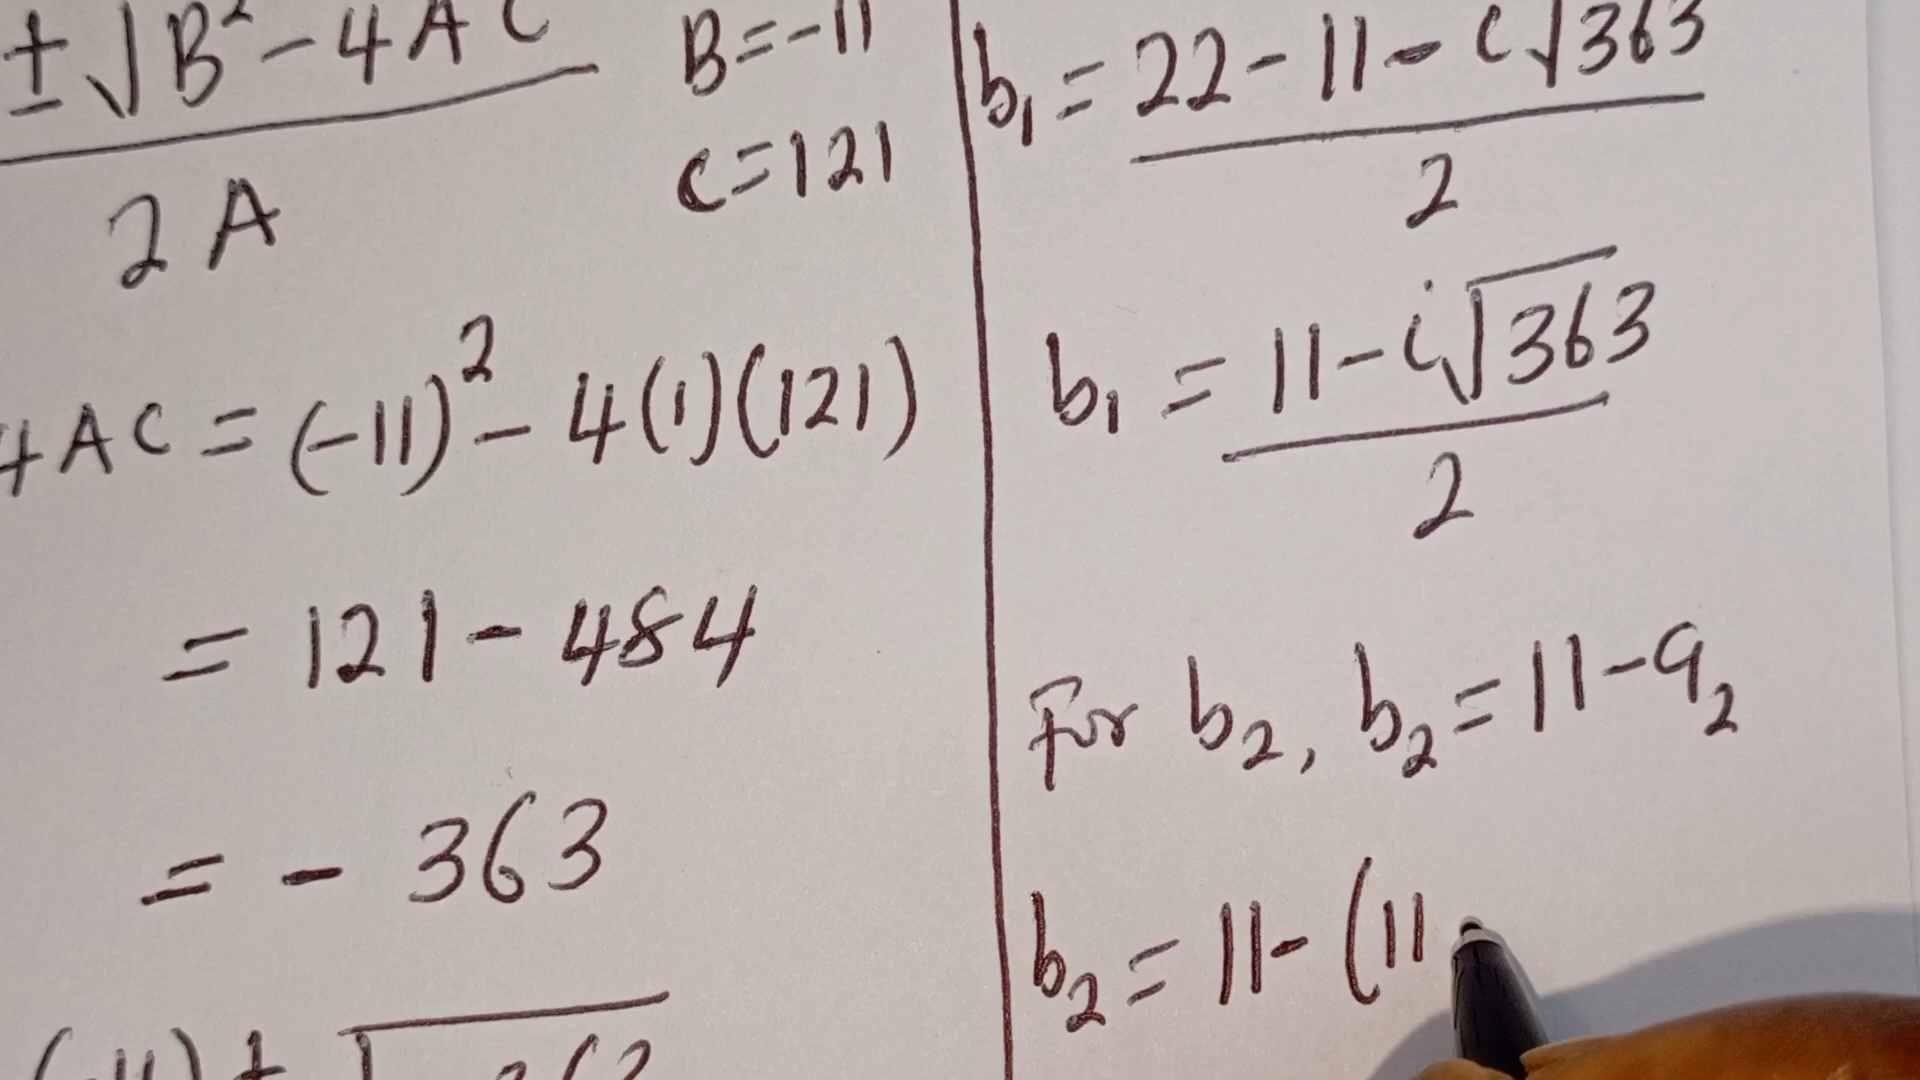 ± √B² - 4AC
2A
B = -11
C = 121
4AC = (-11)² - 4(1)(121)
= 121 - 484
= - 363
b₁ = 22 - 11 - i√363
2
b₁ = 11 - i√363
2
For b₂, b₂ = 11 - a₂
b₂ = 11 - (11